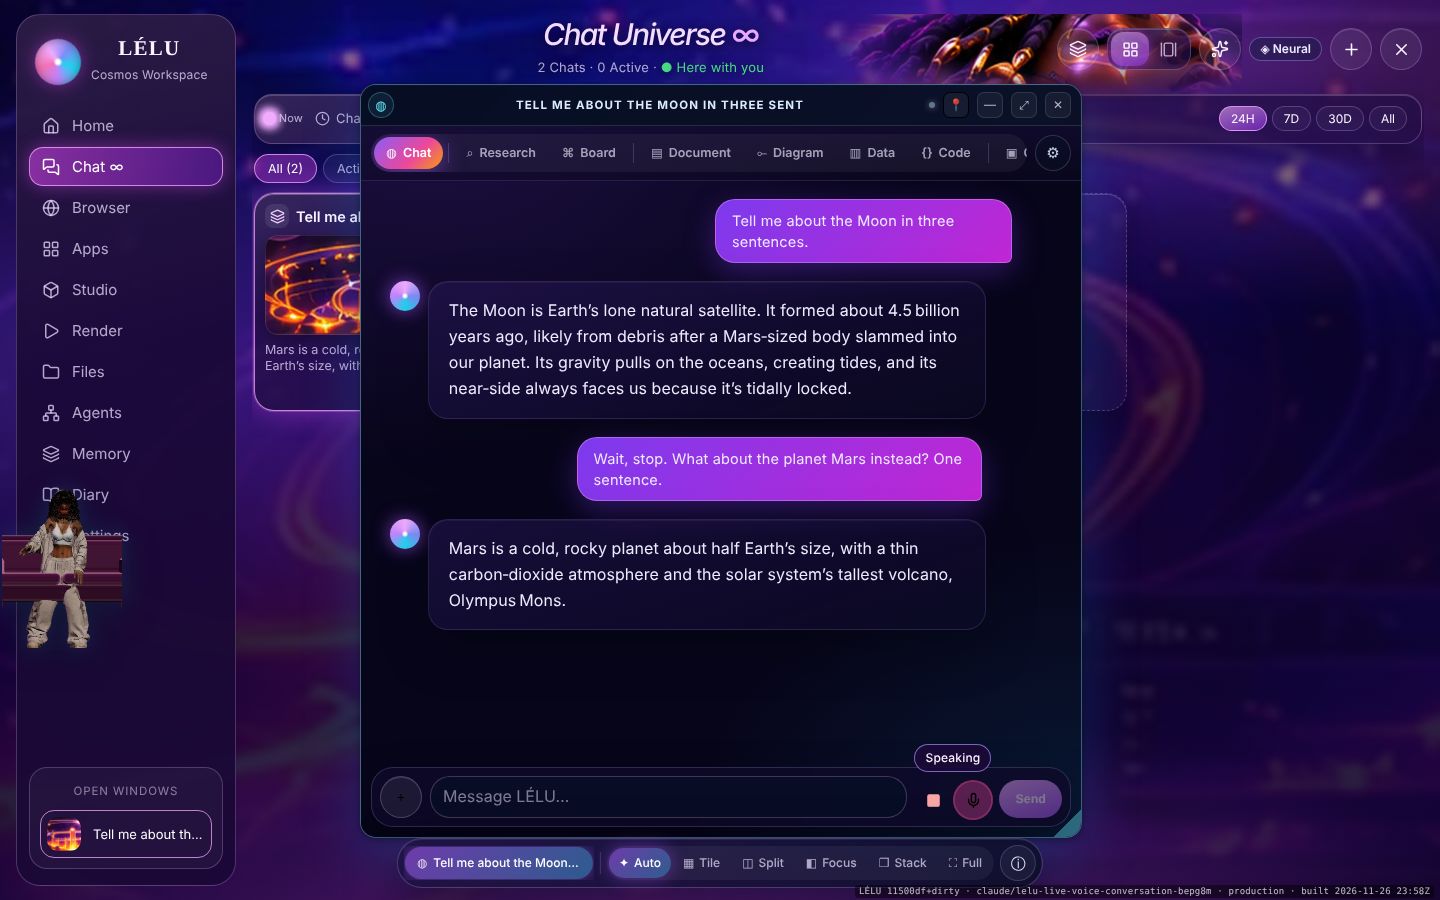 LÉLU
Cosmos Workspace
Home
Chat ∞
Browser
Apps
Studio
Render
Files
Agents
Memory
Diary
OPEN WINDOWS
Tell me about th...
Chat Universe ∞
2 Chats · 0 Active · ● Here with you
◈ Neural
Now
24H
7D
30D
All
All (2)
TELL ME ABOUT THE MOON IN THREE SENT
Chat
Research
⌘ Board
Document
Diagram
Data
{} Code
Tell me about the Moon in three
sentences.
The Moon is Earth’s lone natural satellite. It formed about 4.5 billion
years ago, likely from debris after a Mars-sized body slammed into
our planet. Its gravity pulls on the oceans, creating tides, and its
near-side always faces us because it’s tidally locked.
Wait, stop. What about the planet Mars instead? One
sentence.
Mars is a cold, rocky planet about half Earth’s size, with a thin
carbon-dioxide atmosphere and the solar system’s tallest volcano,
Olympus Mons.
Mars is a cold, r
Earth’s size, with
Speaking
Message LÉLU...
Send
Tell me about the Moon...
Auto
Tile
Split
Focus
Stack
Full
LÉLU 11500df+dirty · claude/lelu-live-voice-conversation-bepg8m · production · built 2026-11-26 23:58Z